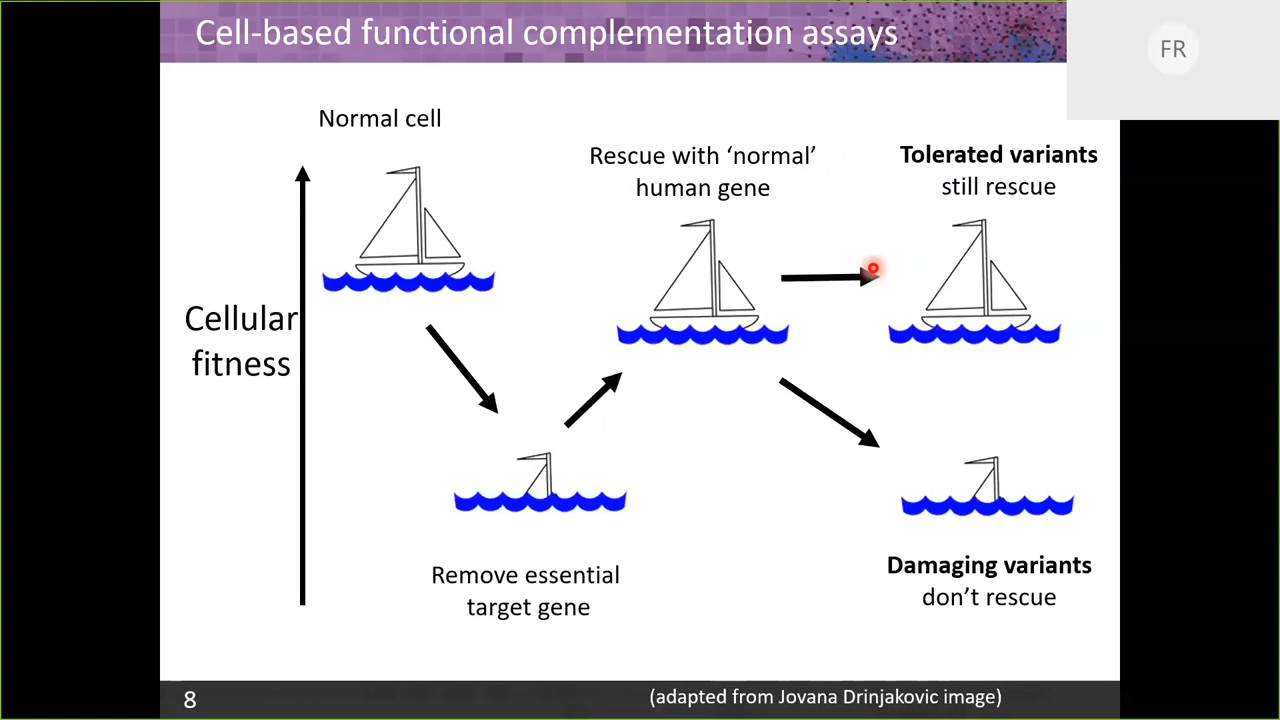 Cell-based functional complementation assays
FR
Normal cell
Rescue with ‘normal’
human gene
Tolerated variants
still rescue
Cellular
fitness
Remove essential
target gene
Damaging variants
don’t rescue
8
(adapted from Jovana Drinjakovic image)